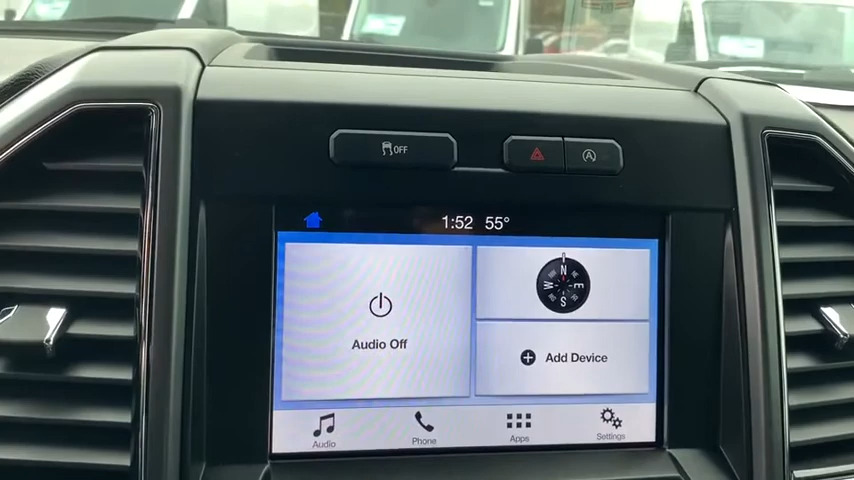 OFF
1:52 55°
N
W E
S
Audio Off
Add Device
Audio Phone Apps Settings